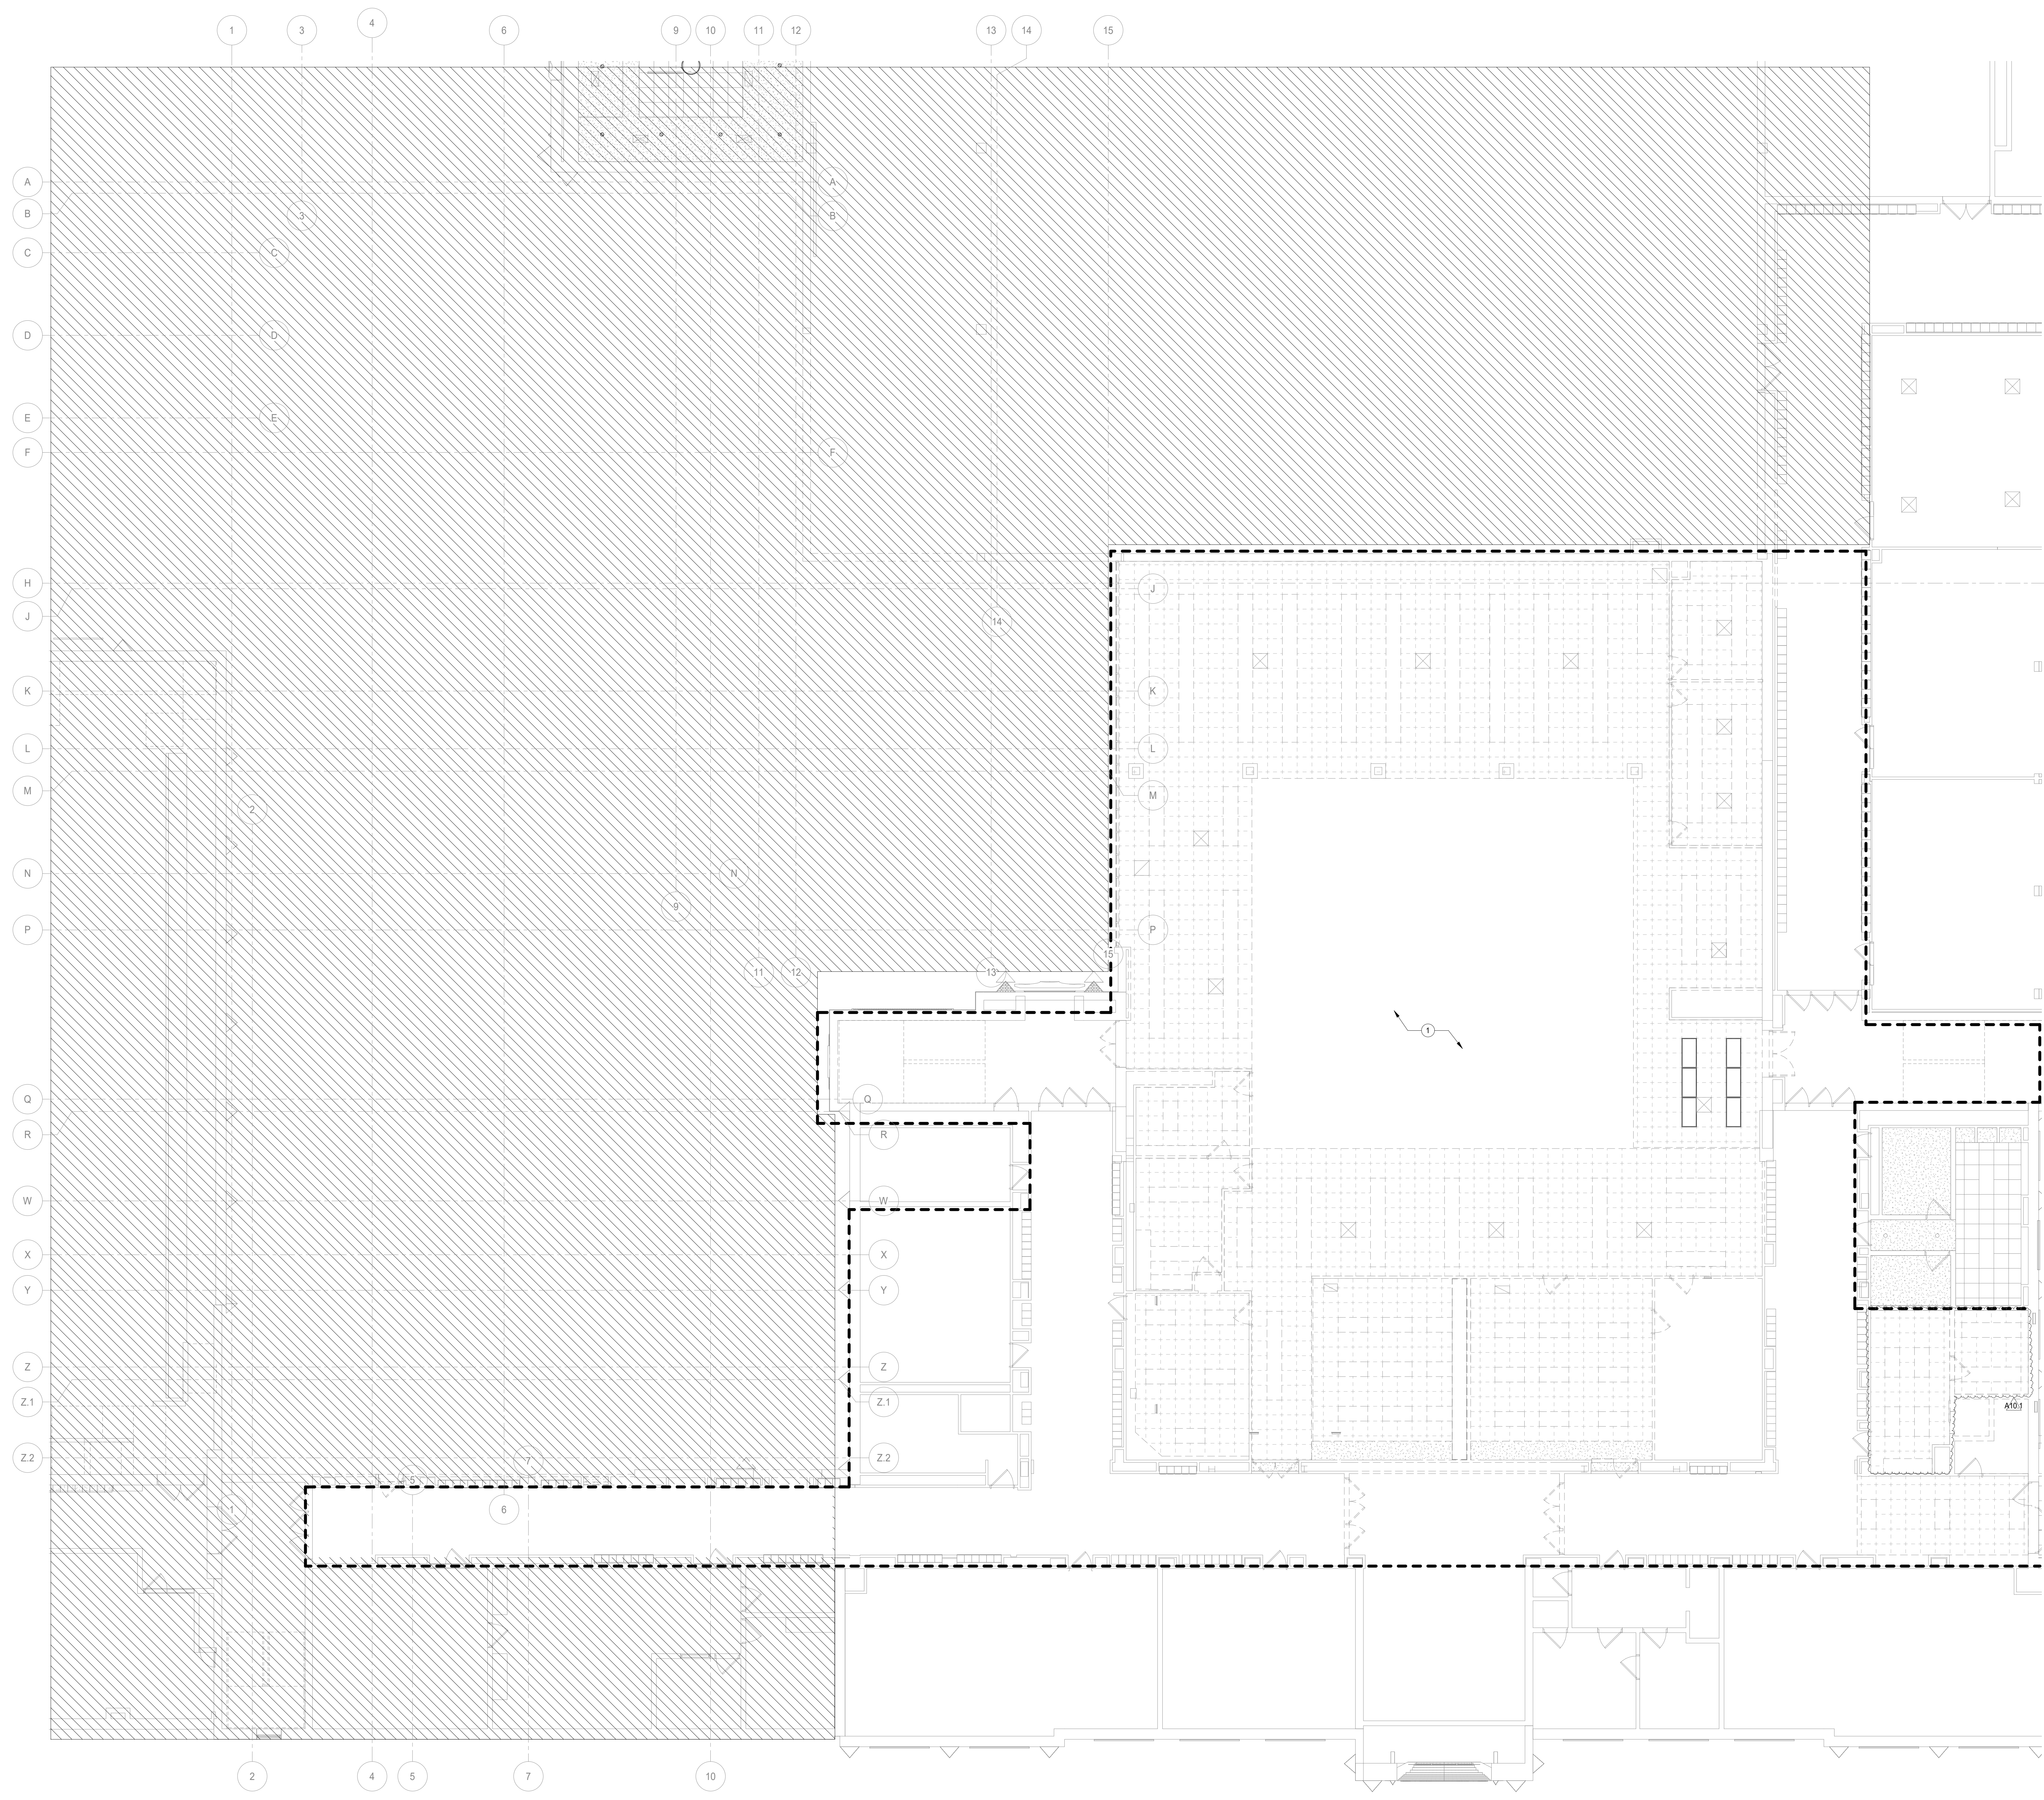 1 3 4 6 9 10 11 12 13 14 15
A A
B 3 B
C C
D D
E E
F F
H J
J 14
K K
L L
M 2 M
N N
9
P P
15
11 12 13
1
Q Q
R R
W W
X X
Y Y
Z Z
Z.1 Z.1
A10.1
Z.2 7 Z.2
5
1 6
2 4 5 7 10